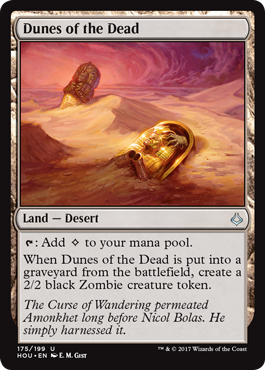 Dunes of the Dead
Land — Desert
: Add to your mana pool.
When Dunes of the Dead is put into a
graveyard from the battlefield, create a
2/2 black Zombie creature token.
The Curse of Wandering permeated
Amonkhet long before Nicol Bolas. He
simply harnessed it.
175/199 U
HOU • EN E. M. Gist
™ & © 2017 Wizards of the Coast